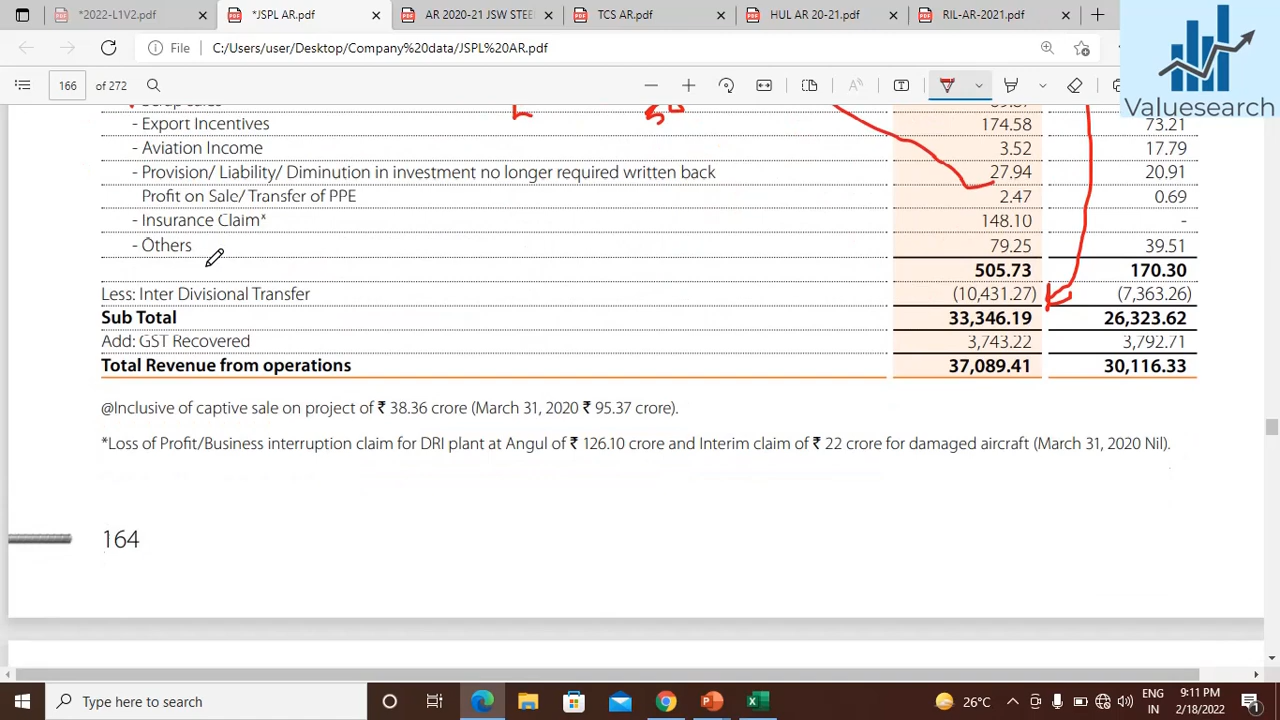 *2022-L1V2.pdf
*JSPL AR.pdf
AR 2020-21 JSW STEE
TCS AR.pdf
HUL AR 20-21.pdf
RIL-AR-2021.pdf
File C:/Users/user/Desktop/Company%20data/JSPL%20AR.pdf
166 of 272
Valuesearch
- Export Incentives 174.58 73.21
- Aviation Income 3.52 17.79
- Provision/ Liability/ Diminution in investment no longer required written back 27.94 20.91
Profit on Sale/ Transfer of PPE 2.47 0.69
- Insurance Claim* 148.10 -
- Others 79.25 39.51
505.73 170.30
Less: Inter Divisional Transfer (10,431.27) (7,363.26)
Sub Total 33,346.19 26,323.62
Add: GST Recovered 3,743.22 3,792.71
Total Revenue from operations 37,089.41 30,116.33
@Inclusive of captive sale on project of ₹ 38.36 crore (March 31, 2020 ₹ 95.37 crore).
*Loss of Profit/Business interruption claim for DRI plant at Angul of ₹ 126.10 crore and Interim claim of ₹ 22 crore for damaged aircraft (March 31, 2020 Nil).
164
Type here to search
26°C
ENG
IN
9:11 PM
2/18/2022